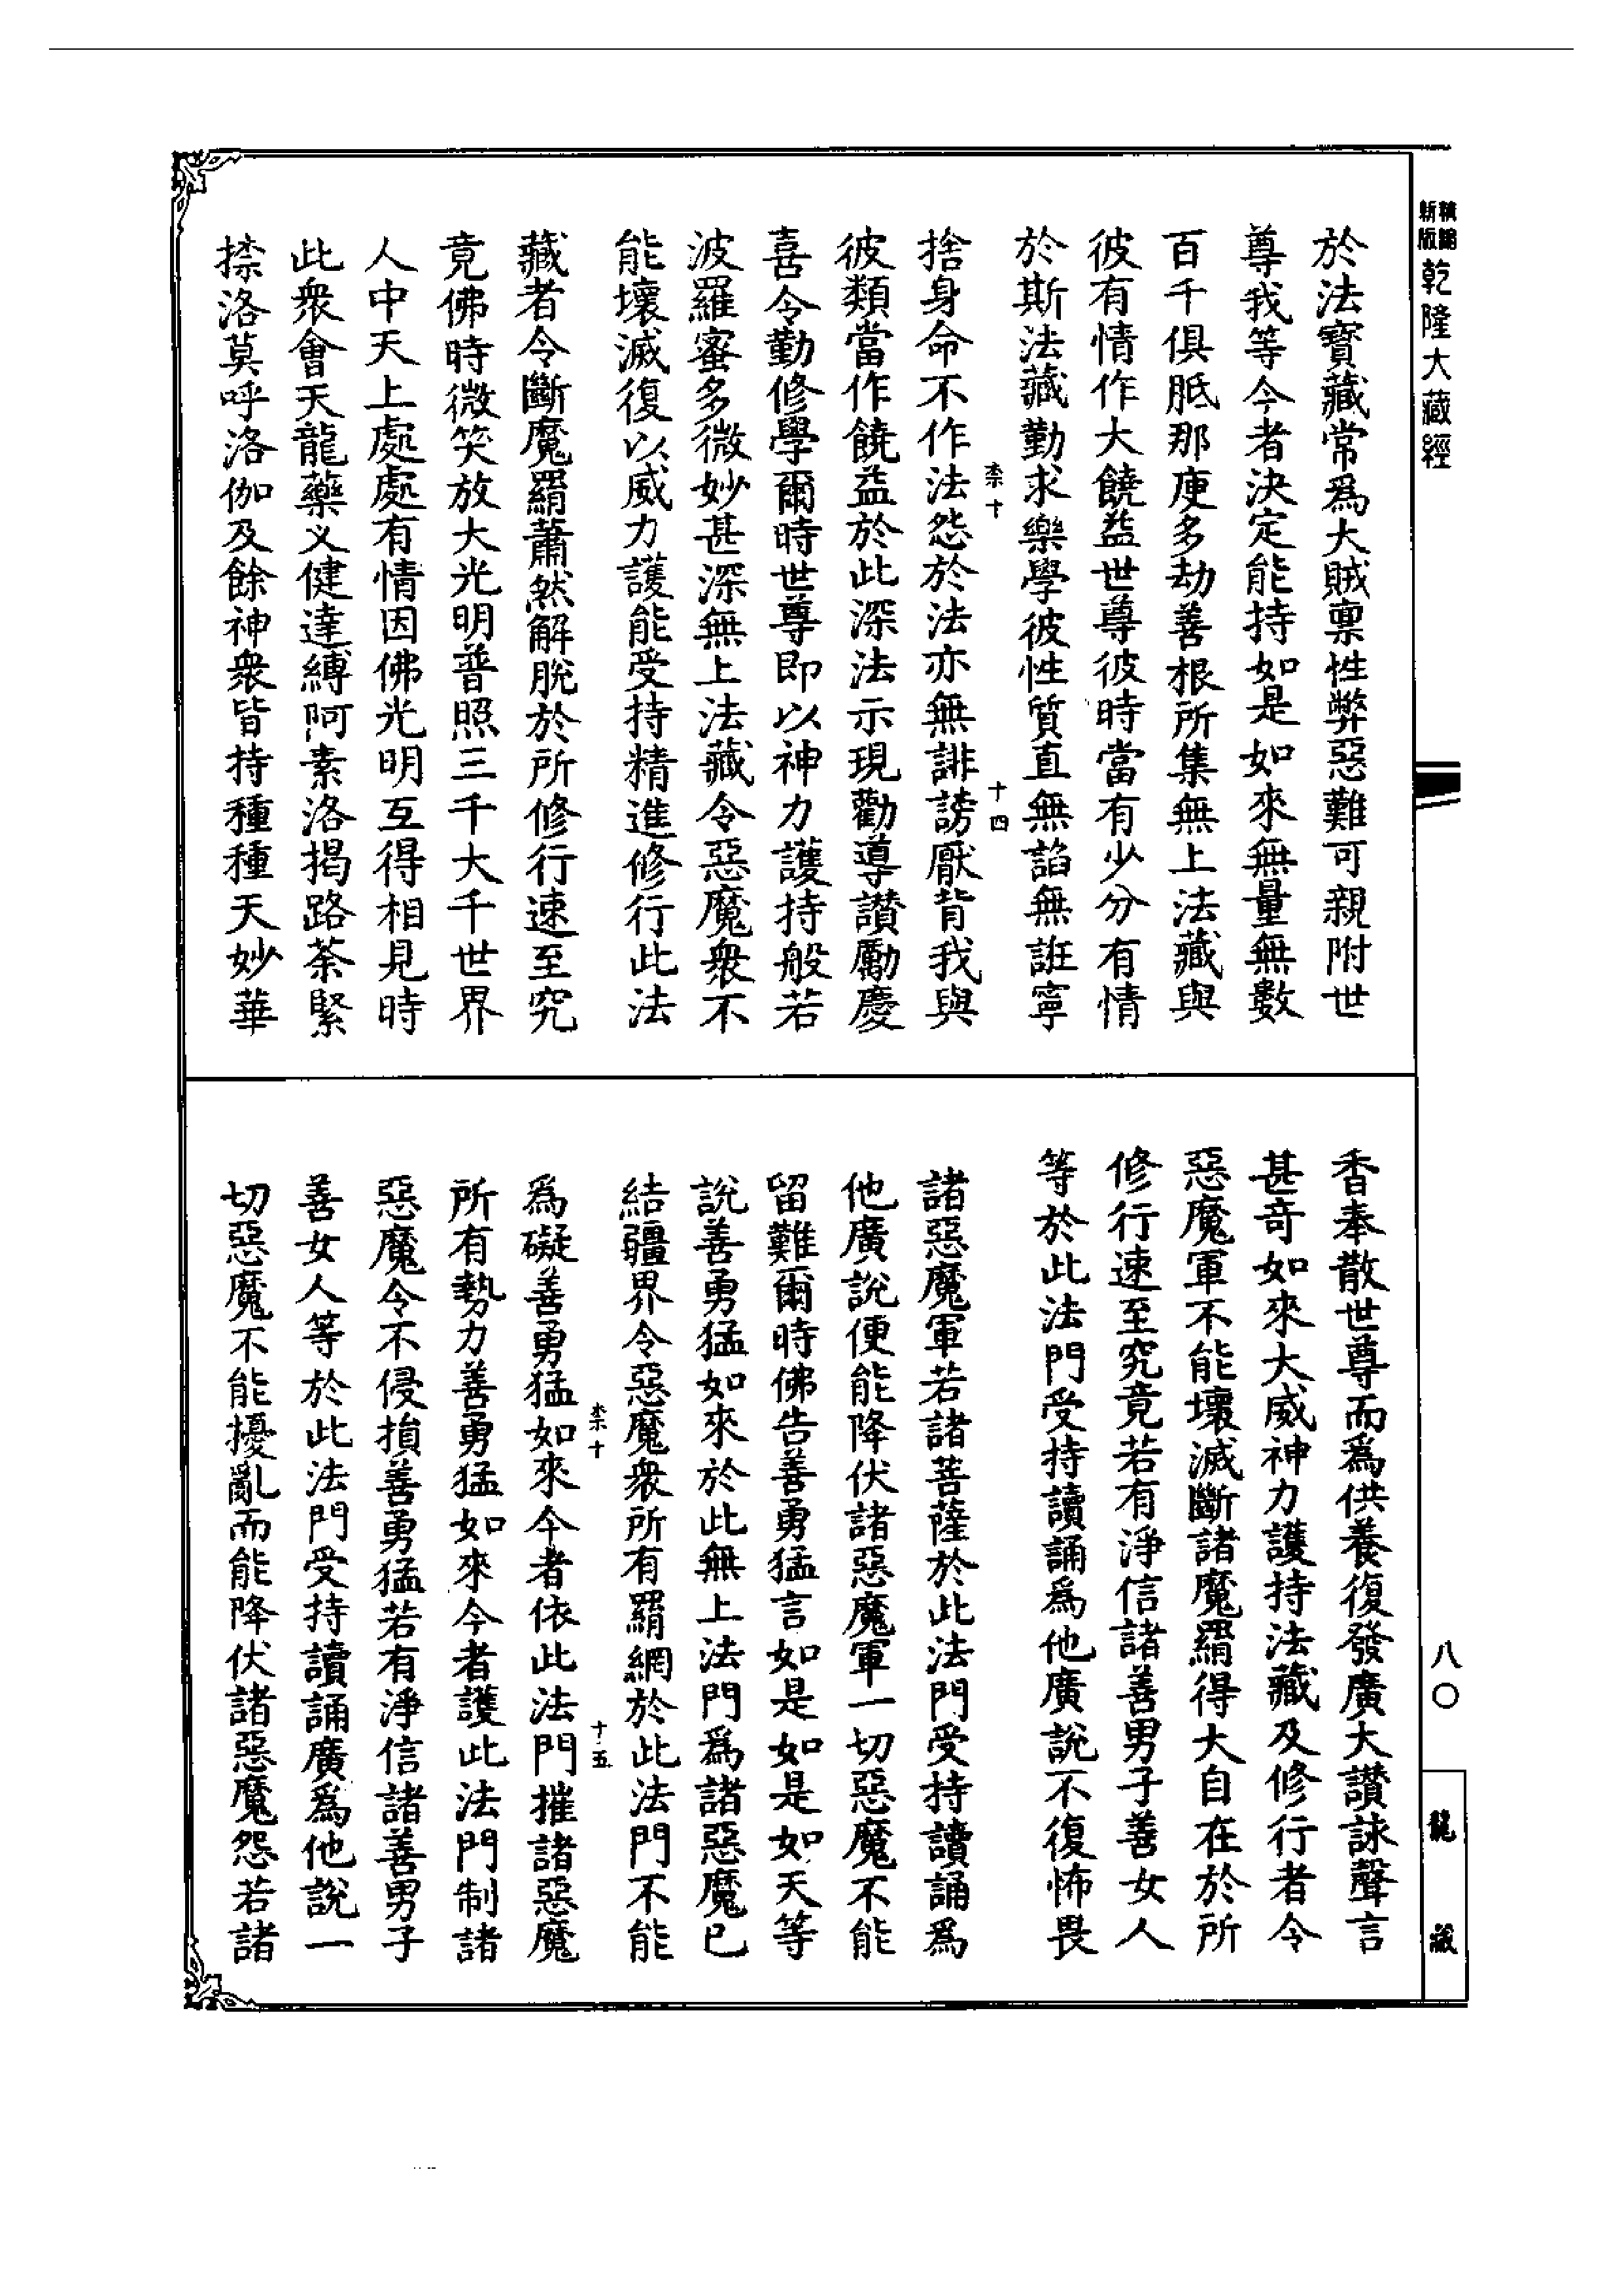 新版
精縮
乾隆大藏經
於法寶藏常爲大賊禀性弊惡難可親附世
尊我等今者決定能持如是如來無量無數
百千俱胝那庾多劫善根所集無上法藏與
彼有情作大饒益世尊彼時當有少分有情
於斯法藏勤求樂學彼性質直無諂無誑寧
柰十
十四
捨身命不作法怨於法亦無誹謗厭背我與
彼類當作饒益於此深法示現勸導讃勵慶
喜令勤修學爾時世尊即以神力護持般若
波羅蜜多微妙甚深無上法藏令惡魔衆不
能壞滅復以威力護能受持精進修行此法
藏者令斷魔羂蕭然解脫於所修行速至究
竟佛時微笑放大光明普照三千大千世界
人中天上處處有情因佛光明互得相見時
此衆會天龍藥义健達縛阿素洛揭路荼緊
捺洛莫呼洛伽及餘神衆皆持種種天妙華
香奉散世尊而爲供養復發廣大讃詠聲言
甚奇如來大威神力護持法藏及修行者令
惡魔軍不能壞滅斷諸魔羂得大自在於所
修行速至究竟若有淨信諸善男子善女人
等於此法門受持讀誦爲他廣說不復怖畏
諸惡魔軍若諸菩薩於此法門受持讀誦爲
他廣說便能降伏諸惡魔軍一切惡魔不能
留難爾時佛告善勇猛言如是如是如天等
說善勇猛如來於此無上法門爲諸惡魔已
結疆界令惡魔衆所有羂網於此法門不能
柰十
十五
爲礙善勇猛如來今者依此法門摧諸惡魔
所有勢力善勇猛如來今者護此法門制諸
惡魔令不侵損善勇猛若有淨信諸善男子
善女人等於此法門受持讀誦廣爲他說一
切惡魔不能擾亂而能降伏諸惡魔怨若諸
八〇
龍藏